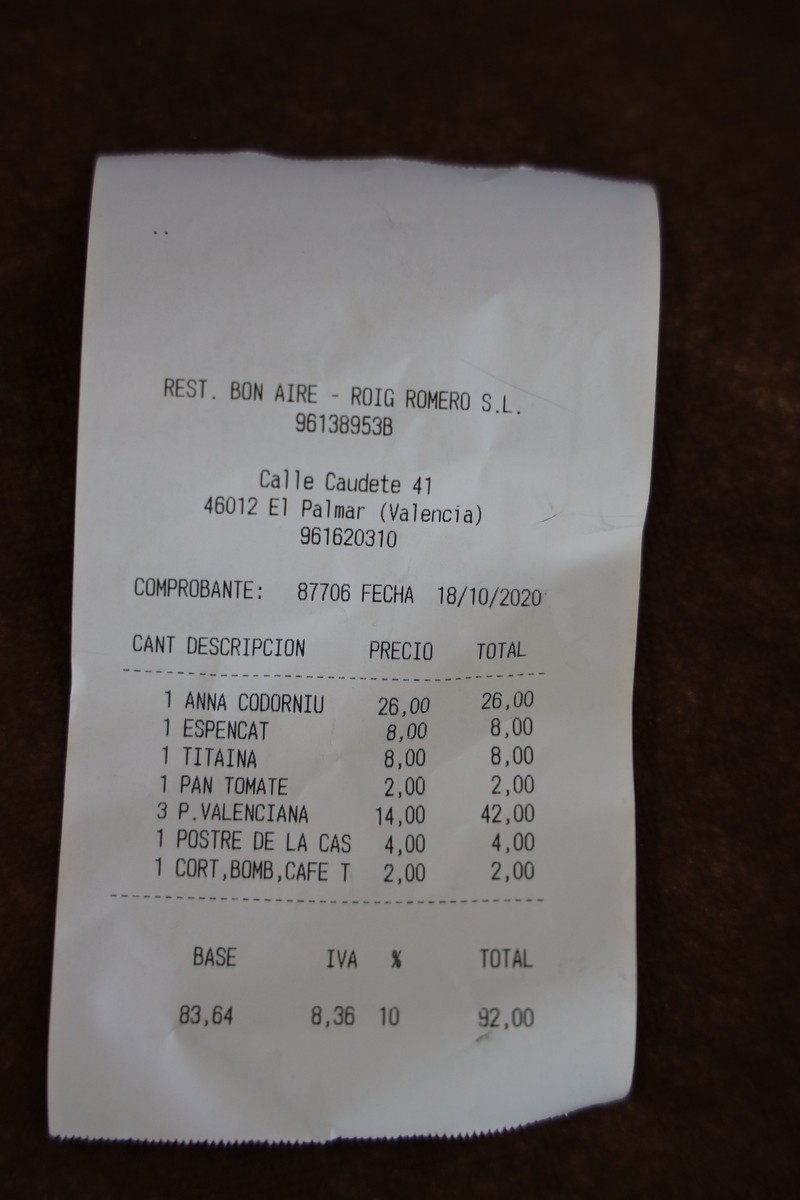 REST. BON AIRE - ROIG ROMERO S.L.
96138953B
Calle Caudete 41
46012 El Palmar (Valencia)
961620310
COMPROBANTE: 87706 FECHA 18/10/2020
CANT DESCRIPCION PRECIO TOTAL
1 ANNA CODORNIU 26,00 26,00
1 ESPENCAT 8,00 8,00
1 TITAINA 8,00 8,00
1 PAN TOMATE 2,00 2,00
3 P.VALENCIANA 14,00 42,00
1 POSTRE DE LA CAS 4,00 4,00
1 CORT,BOMB,CAFE T 2,00 2,00
BASE IVA % TOTAL
83,64 8,36 10 92,00